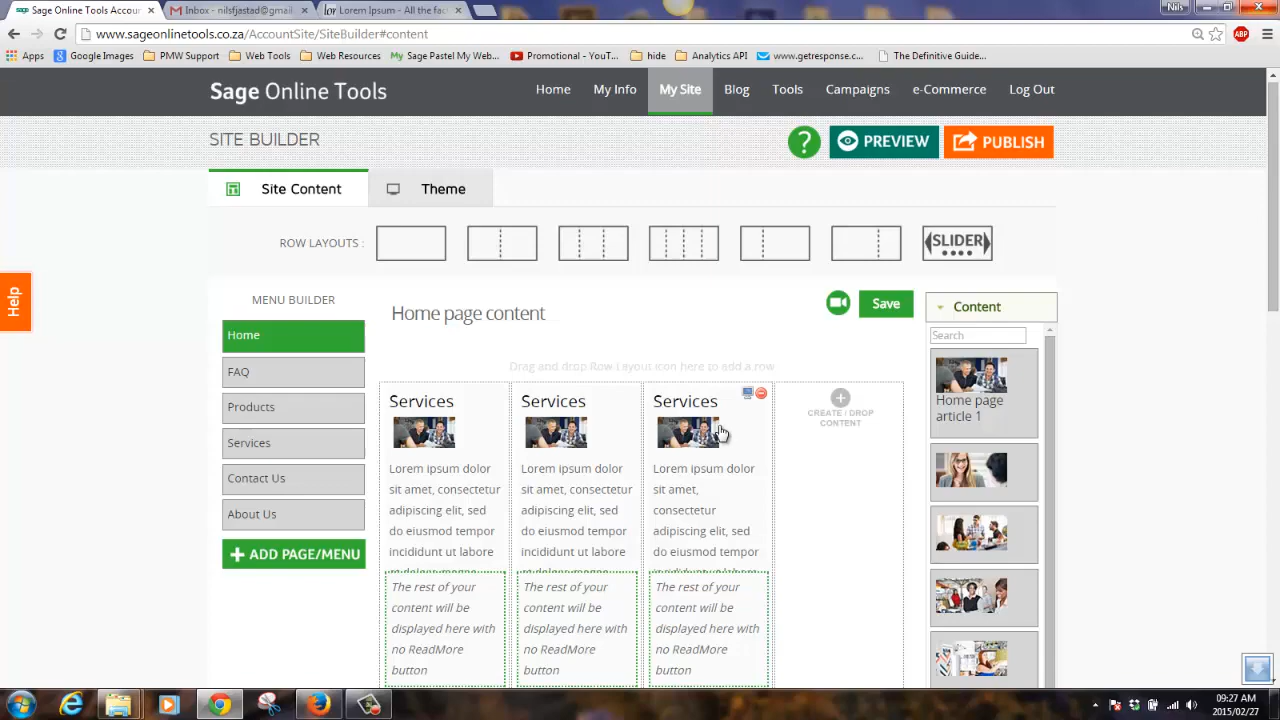 Sage Online Tools Accou
Inbox - nilsfjastad@gmail
Lorem Ipsum - All the fac
Nils
www.sageonlinetools.co.za/AccountSite/SiteBuilder#content
ABP
Apps
Google Images
PMW Support
Web Tools
Web Resources
Sage Pastel My Web...
Promotional - YouT...
hide
Analytics API
www.getresponse.c...
The Definitive Guide...
Sage Online Tools
Home
My Info
My Site
Blog
Tools
Campaigns
e-Commerce
Log Out
SITE BUILDER
?
PREVIEW
PUBLISH
Site Content
Theme
ROW LAYOUTS :
SLIDER
Help
MENU BUILDER
Home
FAQ
Products
Services
Contact Us
About Us
+ ADD PAGE/MENU
Home page content
Save
Drag and drop Row Layout icon here to add a row
Services
Lorem ipsum dolor
sit amet, consectetur
adipiscing elit, sed
do eiusmod tempor
incididunt ut labore
The rest of your
content will be
displayed here with
no ReadMore
button
Services
Lorem ipsum dolor
sit amet, consectetur
adipiscing elit, sed
do eiusmod tempor
incididunt ut labore
The rest of your
content will be
displayed here with
no ReadMore
button
Services
Lorem ipsum dolor
sit amet,
consectetur
adipiscing elit, sed
do eiusmod tempor
The rest of your
content will be
displayed here with
no ReadMore
button
CREATE / DROP
CONTENT
Content
Search
Home page
article 1
09:27 AM
2015/02/27